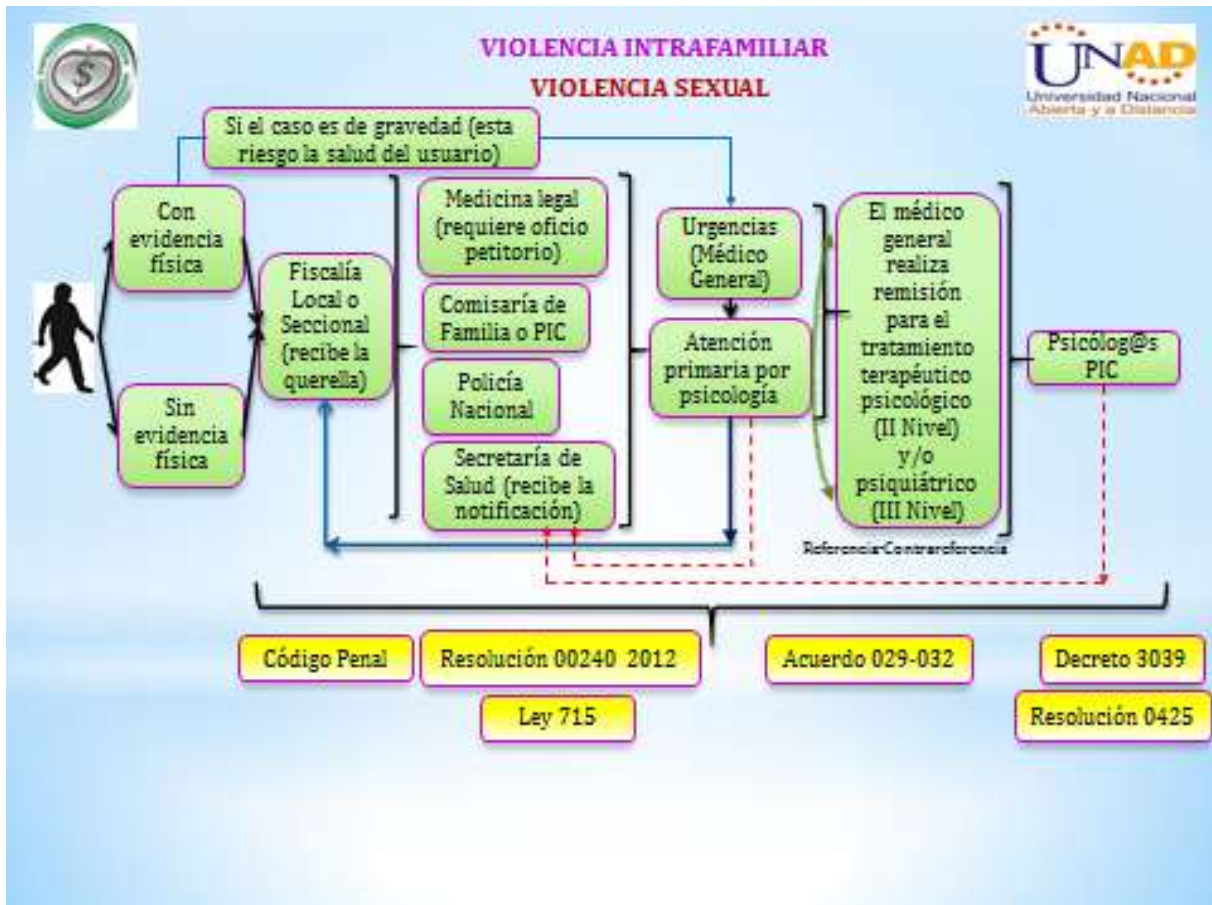 VIOLENCIA INTRAFAMILIAR
VIOLENCIA SEXUAL
$
UNAD
Universidad Nacional
Abierta y a Distancia
Si el caso es de gravedad (esta
riesgo la salud del usuario)
Con
evidencia
física
Sin
evidencia
física
Fiscalía
Local o
Seccional
(recibe la
querella)
Medicina legal
(requiere oficio
petitorio)
Comisaría de
Familia o PIC
Policía
Nacional
Secretaría de
Salud (recibe la
notificación)
Urgencias
(Médico
General)
Atención
primaria por
psicología
El médico
general
realiza
remisión
para el
tratamiento
terapéutico
psicológico
(II Nivel)
y/o
psiquiátrico
(III Nivel)
Referencia-Contrareferencia
Psicólog@s
PIC
Código Penal
Resolución 00240 2012
Acuerdo 029-032
Decreto 3039
Ley 715
Resolución 0425